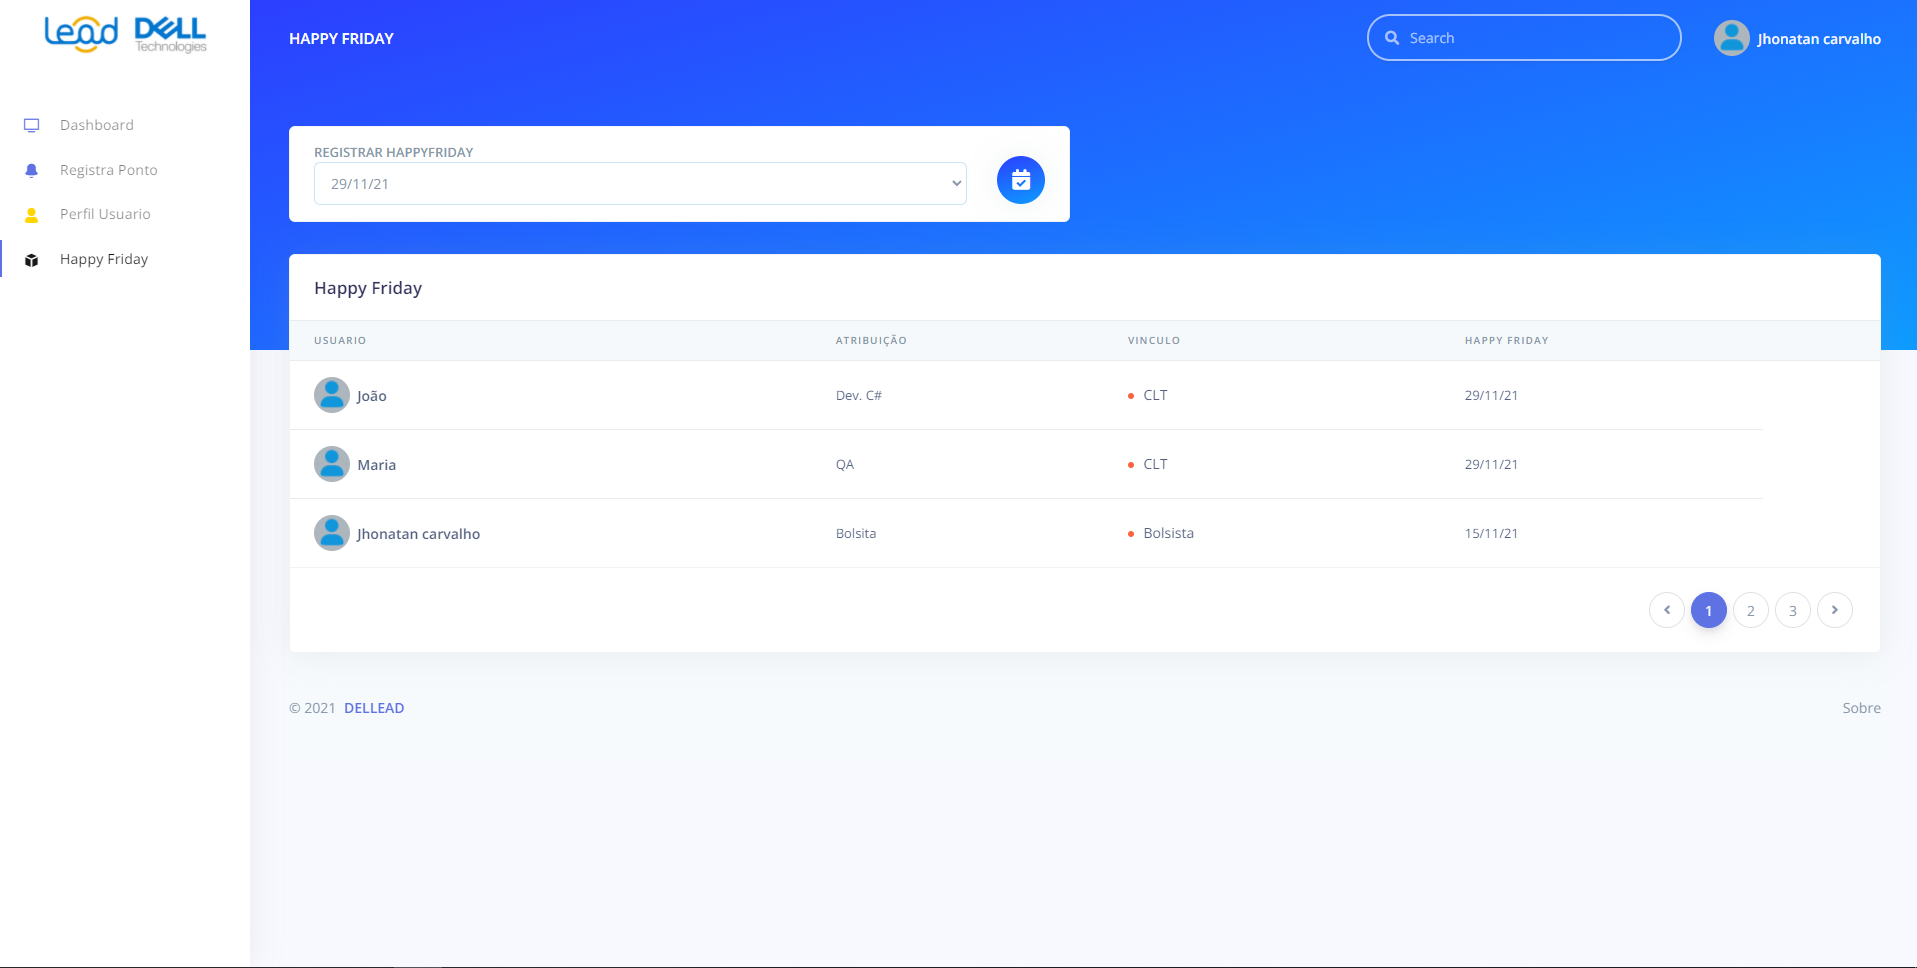 Lead DELL Technologies
HAPPY FRIDAY
Search
Jhonatan carvalho
Dashboard
Registra Ponto
Perfil Usuario
Happy Friday
REGISTRAR HAPPYFRIDAY
29/11/21
Happy Friday
USUARIO ATRIBUIÇÃO VINCULO HAPPY FRIDAY
João Dev. C# CLT 29/11/21
Maria QA CLT 29/11/21
Jhonatan carvalho Bolsita Bolsista 15/11/21
1 2 3
© 2021 DELLEAD
Sobre